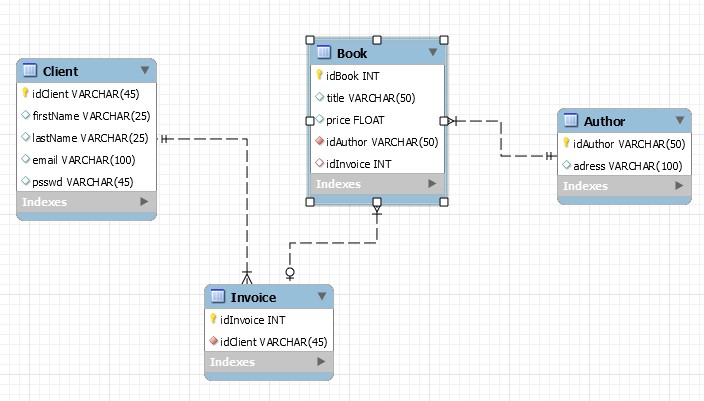 Client
idClient VARCHAR(45)
firstName VARCHAR(25)
lastName VARCHAR(25)
email VARCHAR(100)
psswd VARCHAR(45)
Indexes
Book
idBook INT
title VARCHAR(50)
price FLOAT
idAuthor VARCHAR(50)
idInvoice INT
Indexes
Author
idAuthor VARCHAR(50)
adress VARCHAR(100)
Indexes
Invoice
idInvoice INT
idClient VARCHAR(45)
Indexes